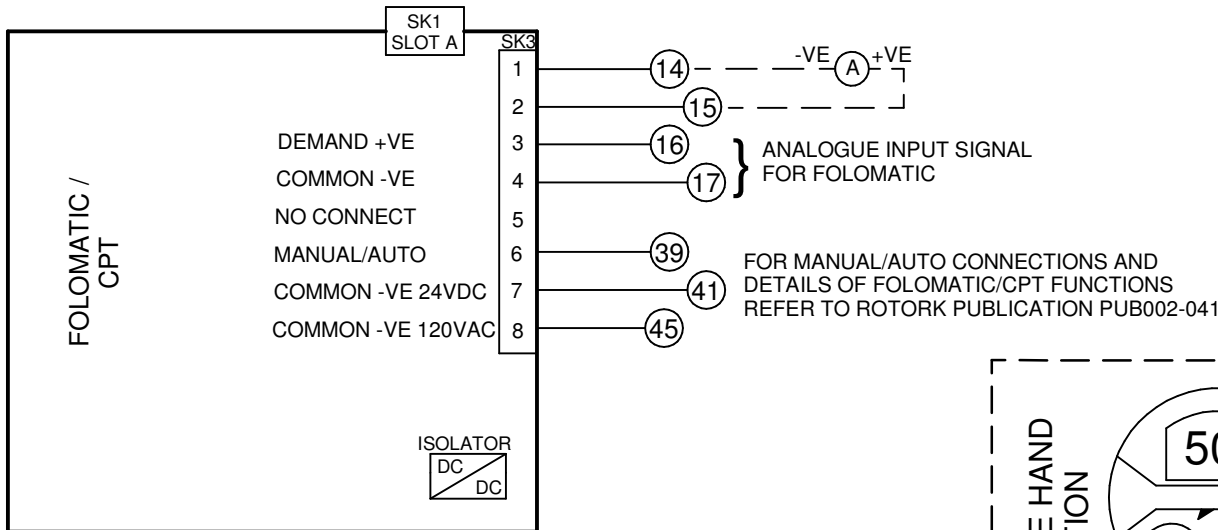 SK1
SLOT A
SK3
1
14
-VE A +VE
2
15
DEMAND +VE 3 16
ANALOGUE INPUT SIGNAL
FOR FOLOMATIC
COMMON -VE 4 17
NO CONNECT 5
MANUAL/AUTO 6 39
COMMON -VE 24VDC 7 41
COMMON -VE 120VAC 8 45
FOR MANUAL/AUTO CONNECTIONS AND
DETAILS OF FOLOMATIC/CPT FUNCTIONS
REFER TO ROTORK PUBLICATION PUB002-041
FOLOMATIC /
CPT
ISOLATOR
DC
DC
HAND